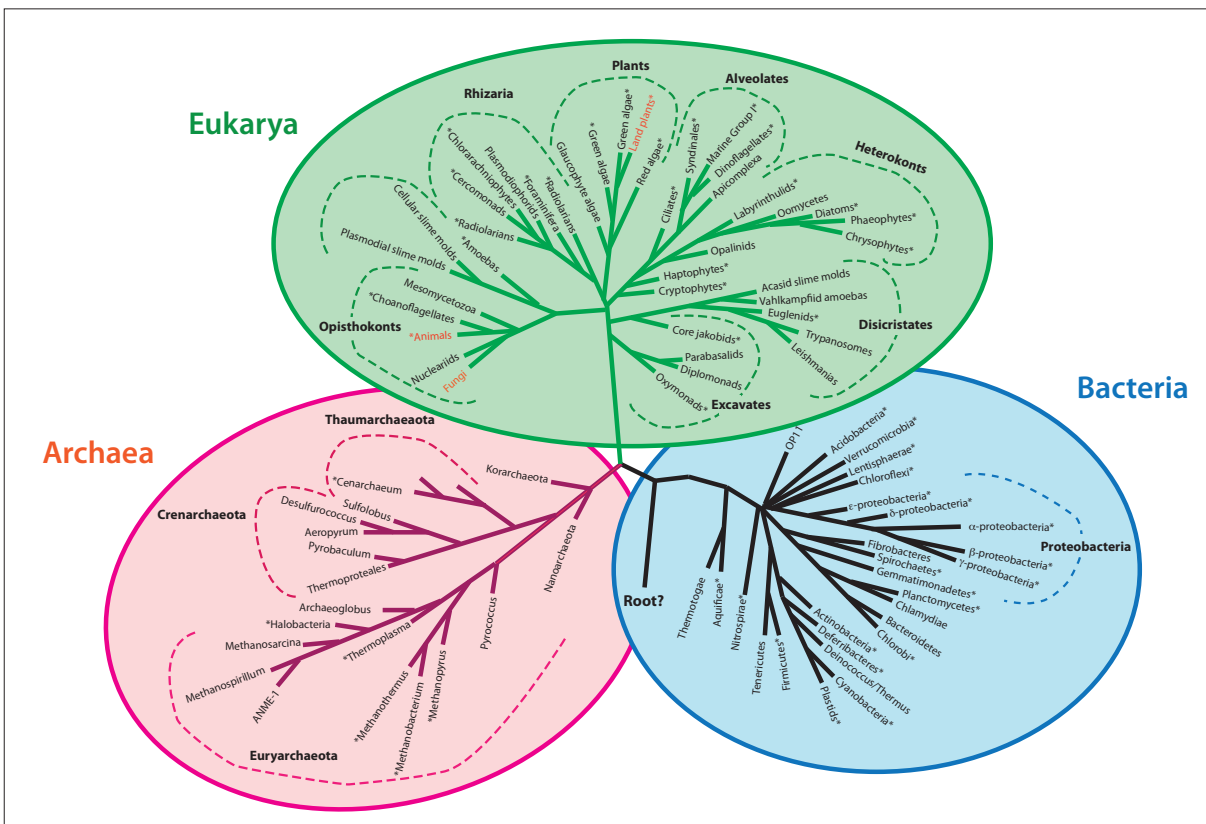 Eukarya
Plants
Alveolates
Rhizaria
Heterokonts
Opisthokonts
Disicristates
Excavates
Plasmodial slime molds
Cellular slime molds
*Amoebas
*Radiolarians
*Cercomonads
*Chlorarachniophytes
Plasmodiophorids
*Foraminifera
*Radiolarians
Glaucophyte algae
*Green algae
Green algae*
Land plants*
Red algae*
Ciliates*
Syndinales*
Marine Group I*
Dinoflagellates*
Apicomplexa
Labyrinthulids*
Oomycetes
Diatoms*
Phaeophytes*
Chrysophytes*
Opalinids
Haptophytes*
Cryptophytes*
Acasid slime molds
Vahlkampfiid amoebas
Euglenids*
Trypanosomes
Leishmanias
Core jakobids*
Parabasalids
Diplomonads
Oxymonads*
Mesomycetozoa
*Choanoflagellates
*Animals
Nucleariids
Fungi
Archaea
Thaumarchaeaota
Crenarchaeota
Euryarchaeota
Korarchaeota
*Cenarchaeum
Sulfolobus
Desulfurococcus
Aeropyrum
Pyrobaculum
Thermoproteales
Nanoarchaeota
Archaeoglobus
*Halobacteria
Methanosarcina
Methanospirillum
ANME-1
*Thermoplasma
*Methanothermus
*Methanobacterium
*Methanopyrus
Pyrococcus
Bacteria
Root?
Thermotogae
Aquificae*
Nitrospirae*
Tenericutes
Firmicutes*
Plastids*
Cyanobacteria*
Deinococcus/Thermus
Deferribacteres*
Actinobacteria*
Chlorobi*
Bacteroidetes
Chlamydiae
Planctomycetes*
Gemmatimonadetes*
Spirochaetes*
Fibrobacteres
γ-proteobacteria*
β-proteobacteria*
Proteobacteria
α-proteobacteria*
δ-proteobacteria*
ε-proteobacteria*
Chloroflexi*
Lentisphaerae*
Verrucomicrobia*
Acidobacteria*
OP11